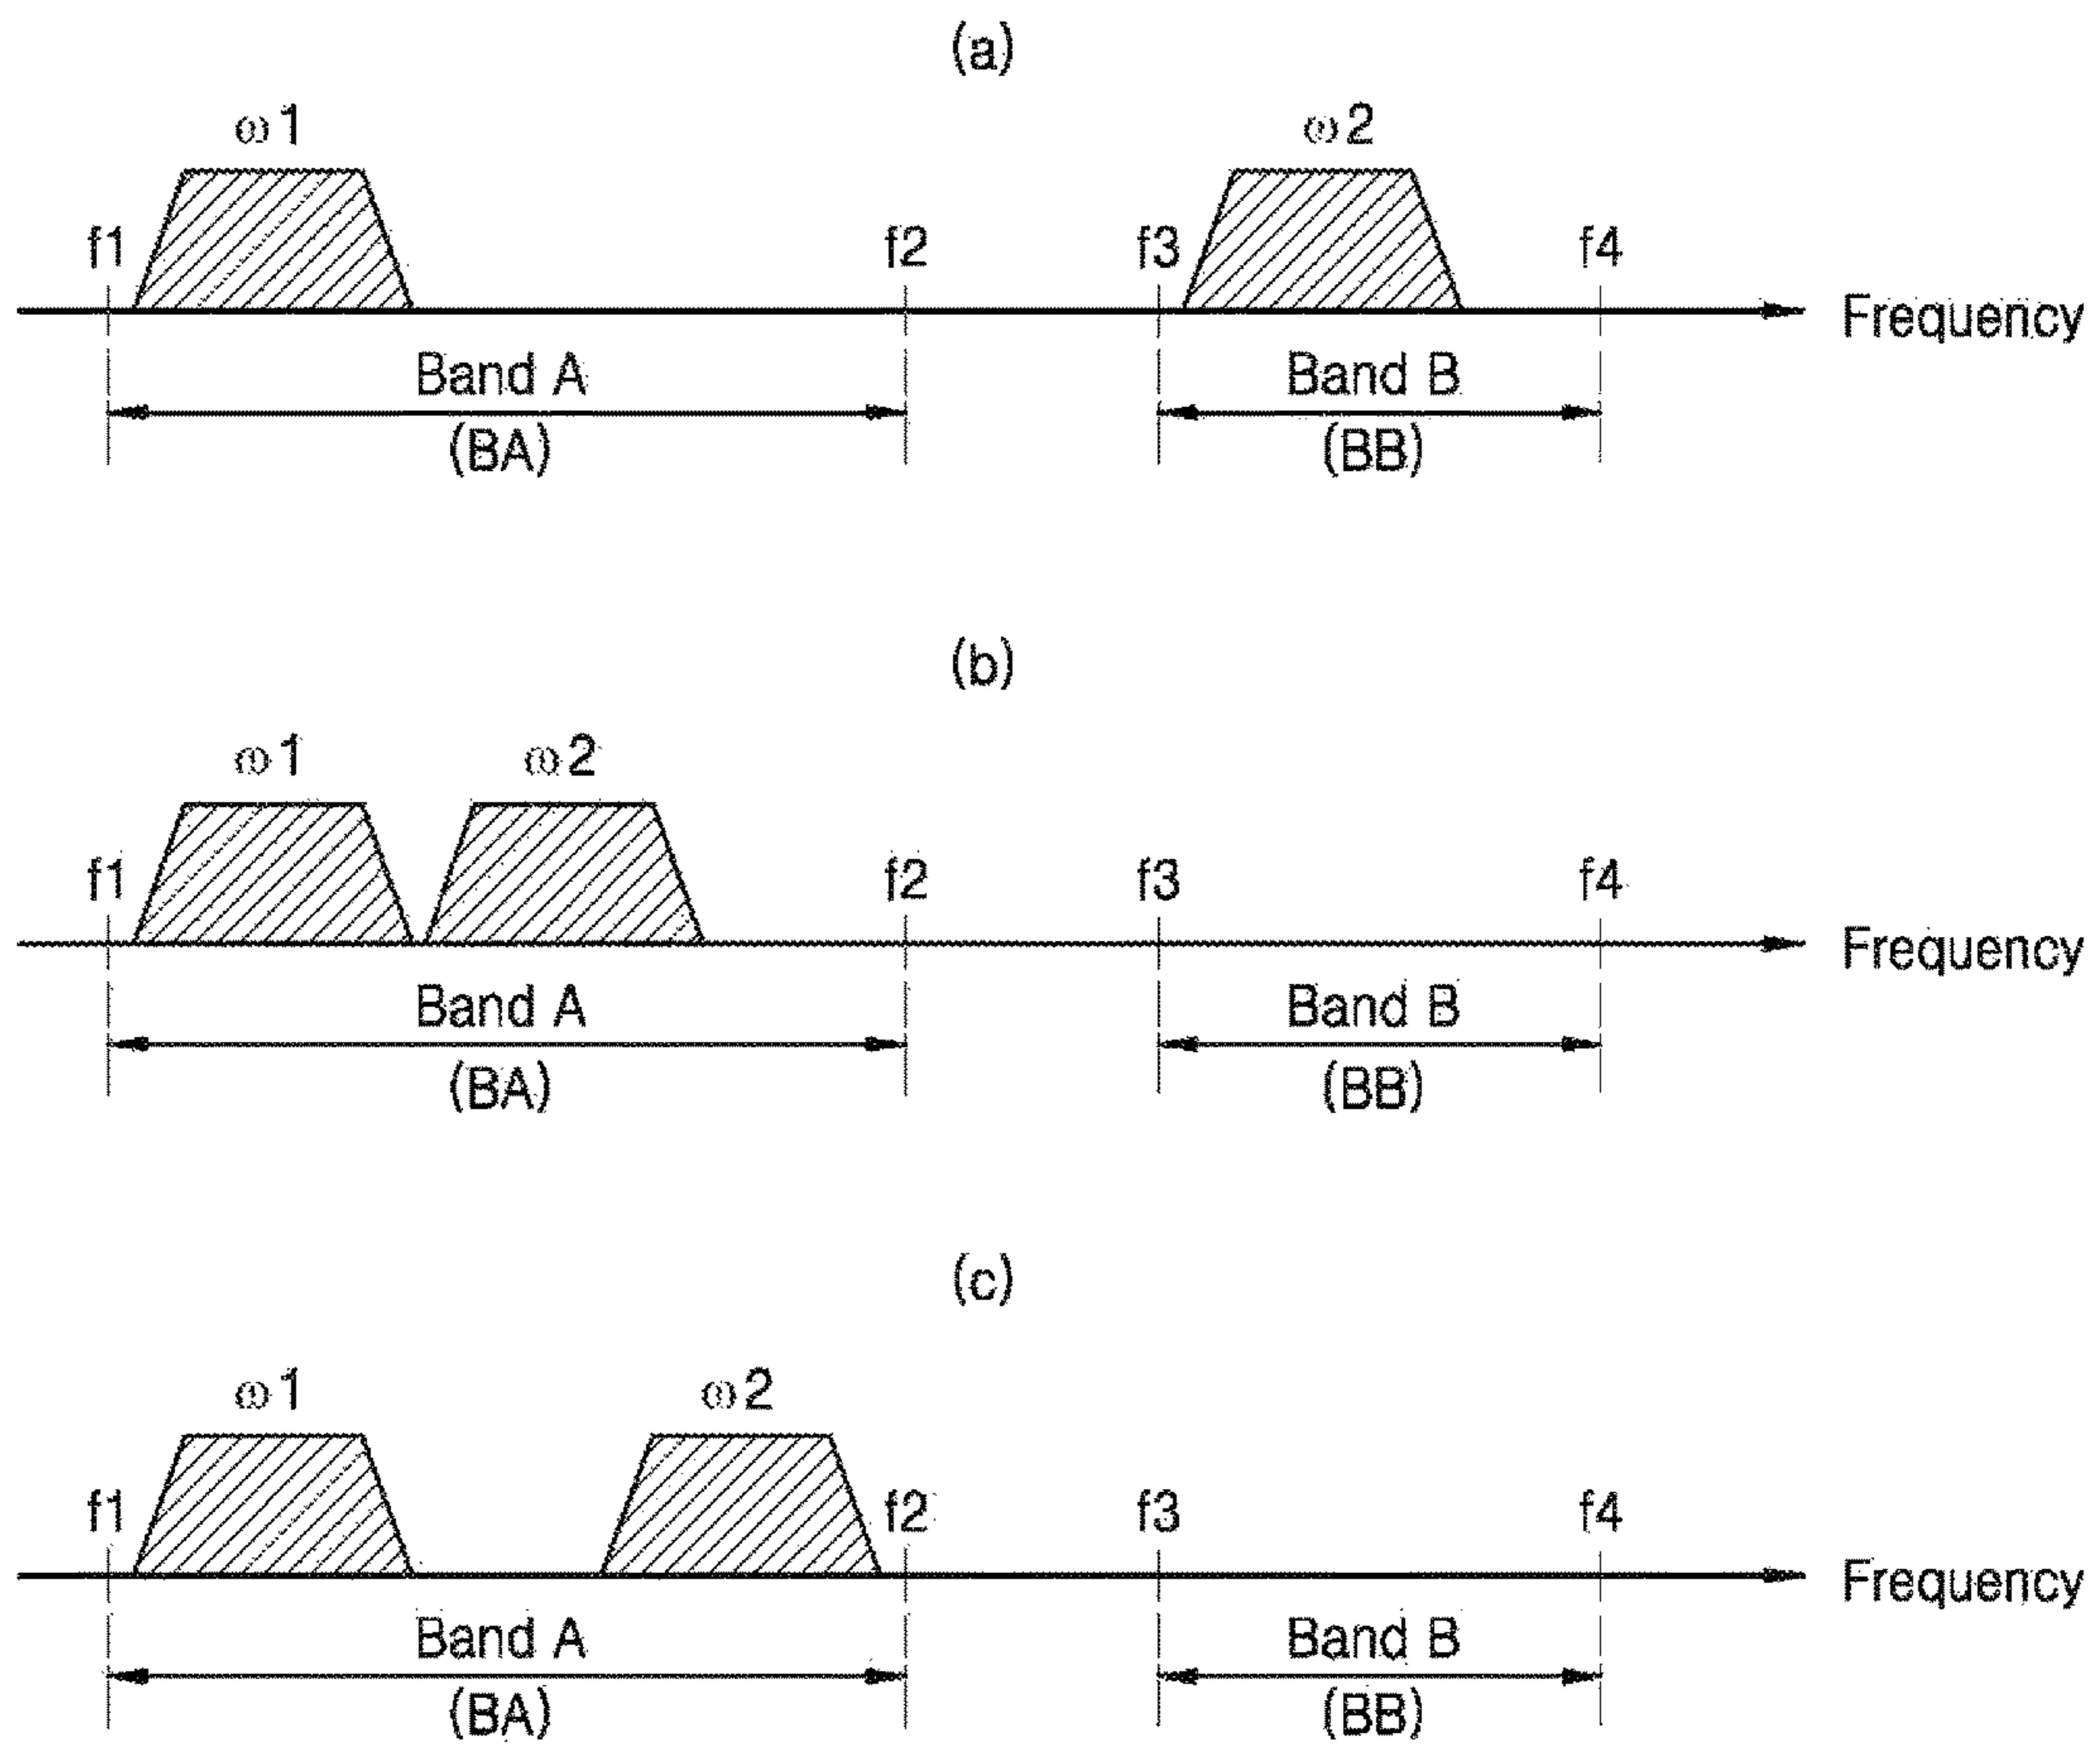 (a)
ω1 ω2
f1 f2 f3 f4
Frequency
Band A Band B
(BA) (BB)
(b)
ω1 ω2
f1 f2 f3 f4
Frequency
Band A Band B
(BA) (BB)
(c)
ω1 ω2
f1 f2 f3 f4
Frequency
Band A Band B
(BA) (BB)